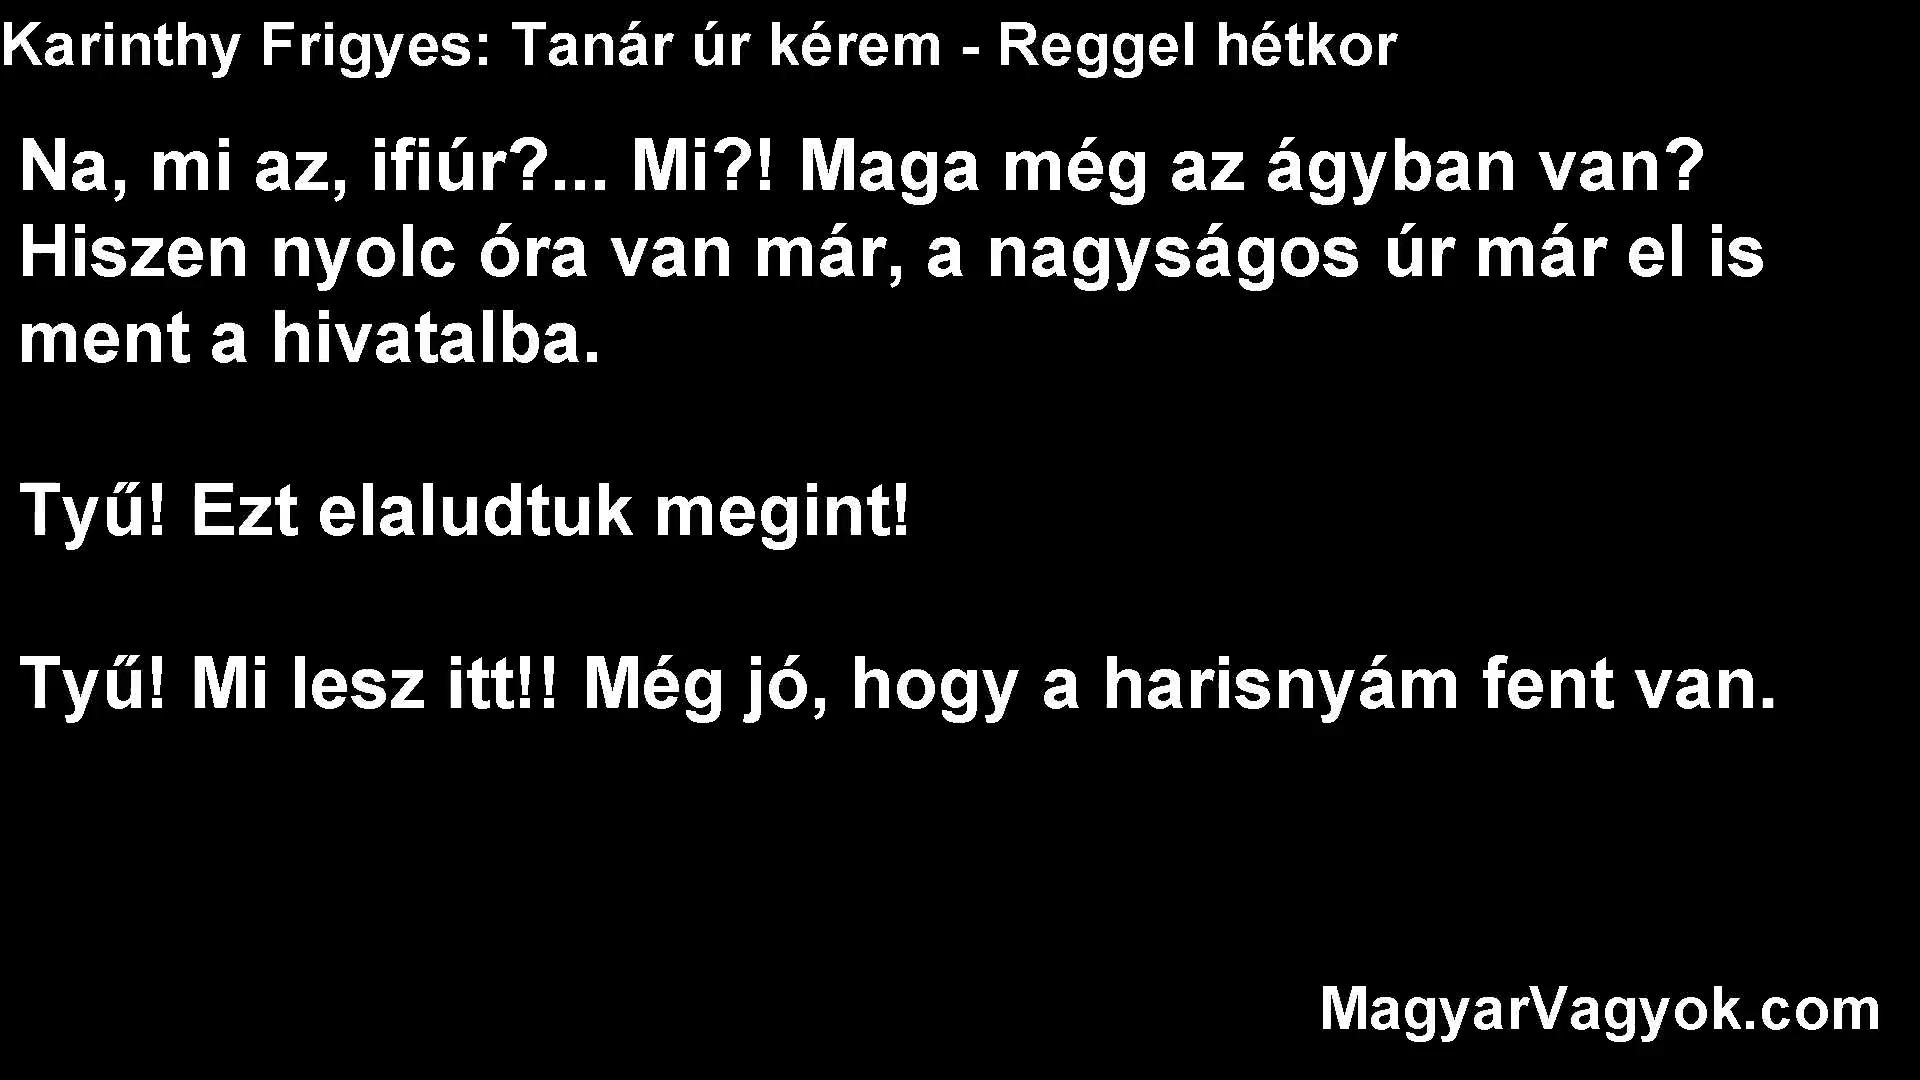 Karinthy Frigyes: Tanár úr kérem - Reggel hétkor
Na, mi az, ifiúr?... Mi?! Maga még az ágyban van?
Hiszen nyolc óra van már, a nagyságos úr már el is
ment a hivatalba.
Tyű! Ezt elaludtuk megint!
Tyű! Mi lesz itt!! Még jó, hogy a harisnyám fent van.
MagyarVagyok.com